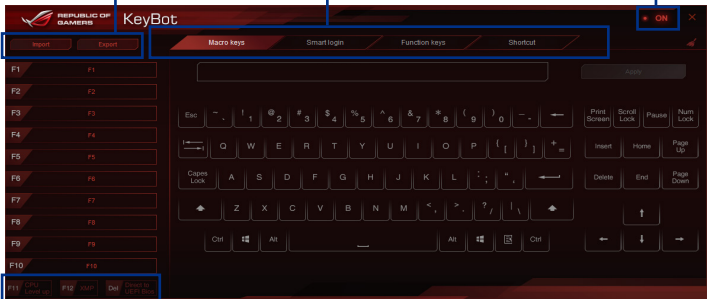 REPUBLIC OF GAMERS KeyBot ON
Import Export Macro keys Smart login Function keys Shortcut
F1 F1
Apply
F2 F2
F3 F3
F4 F4
F5 F5
F6 F6
F7 F7
F8 F8
F9 F9
F10 F10
F11 CPU Level up F12 XMP Del Direct to UEFI Bios
Esc ~ ` ! 1 @ 2 # 3 $ 4 % 5 ^ 6 & 7 * 8 ( 9 ) 0 _ - Print Screen Scroll Lock Pause Num Lock
Q W E R T Y U I O P { [ } ] + = Insert Home Page Up
Capes Lock A S D F G H J K L : ; " , Delete End Page Down
Z X C V B N M < , > . ? / | \
Ctrl Alt Alt Ctrl